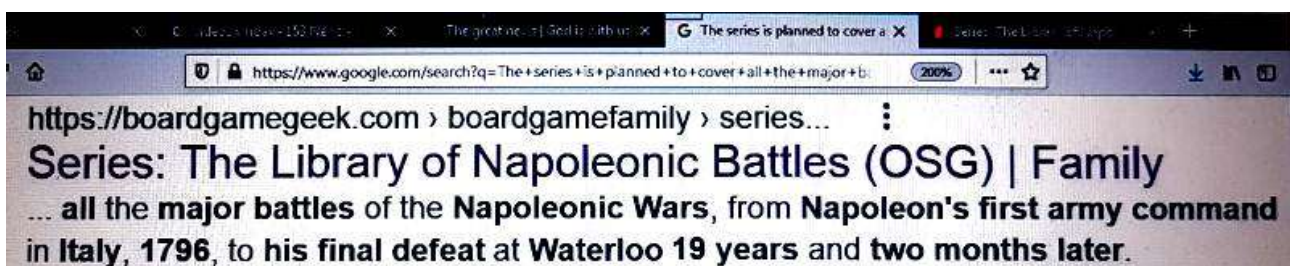 The great news | God is with us
The series is planned to cover a
https://www.google.com/search?q=The+series+is+planned+to+cover+all+the+major+b
200%
https://boardgamegeek.com › boardgamefamily › series...
Series: The Library of Napoleonic Battles (OSG) | Family
... all the major battles of the Napoleonic Wars, from Napoleon's first army command
in Italy, 1796, to his final defeat at Waterloo 19 years and two months later.